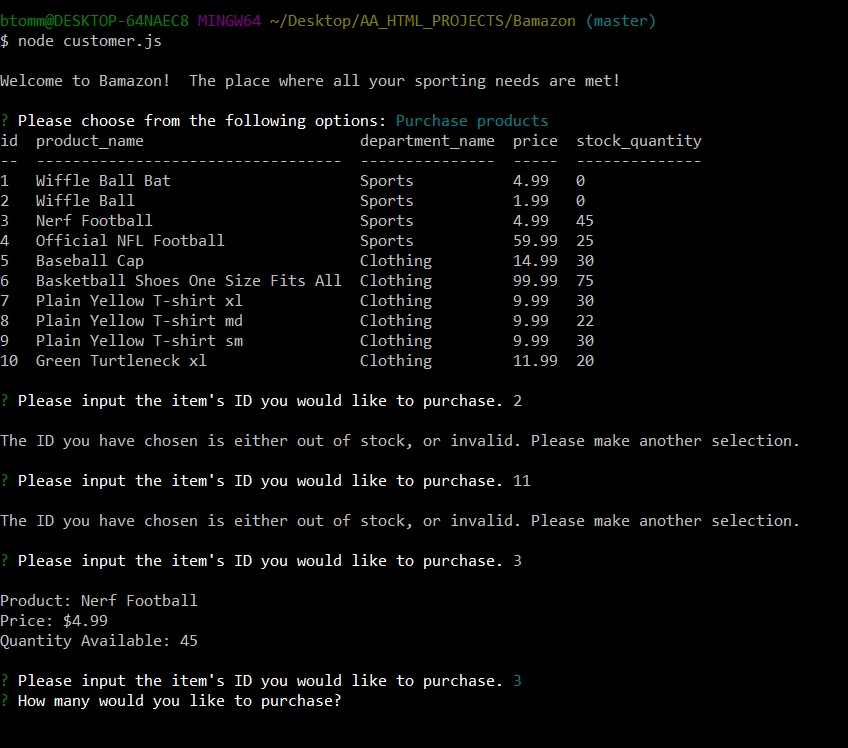 btomm@DESKTOP-64NAEC8 MINGW64 ~/Desktop/AA_HTML_PROJECTS/Bamazon (master)
$ node customer.js
Welcome to Bamazon!  The place where all your sporting needs are met!
? Please choose from the following options: Purchase products
id  product_name                        department_name  price  stock_quantity
--  ----------------------------------  ---------------  -----  --------------
1   Wiffle Ball Bat                     Sports           4.99   0
2   Wiffle Ball                         Sports           1.99   0
3   Nerf Football                       Sports           4.99   45
4   Official NFL Football               Sports           59.99  25
5   Baseball Cap                        Clothing         14.99  30
6   Basketball Shoes One Size Fits All  Clothing         99.99  75
7   Plain Yellow T-shirt xl             Clothing         9.99   30
8   Plain Yellow T-shirt md             Clothing         9.99   22
9   Plain Yellow T-shirt sm             Clothing         9.99   30
10  Green Turtleneck xl                 Clothing         11.99  20
? Please input the item's ID you would like to purchase. 2
The ID you have chosen is either out of stock, or invalid. Please make another selection.
? Please input the item's ID you would like to purchase. 11
The ID you have chosen is either out of stock, or invalid. Please make another selection.
? Please input the item's ID you would like to purchase. 3
Product: Nerf Football
Price: $4.99
Quantity Available: 45
? Please input the item's ID you would like to purchase. 3
? How many would you like to purchase?